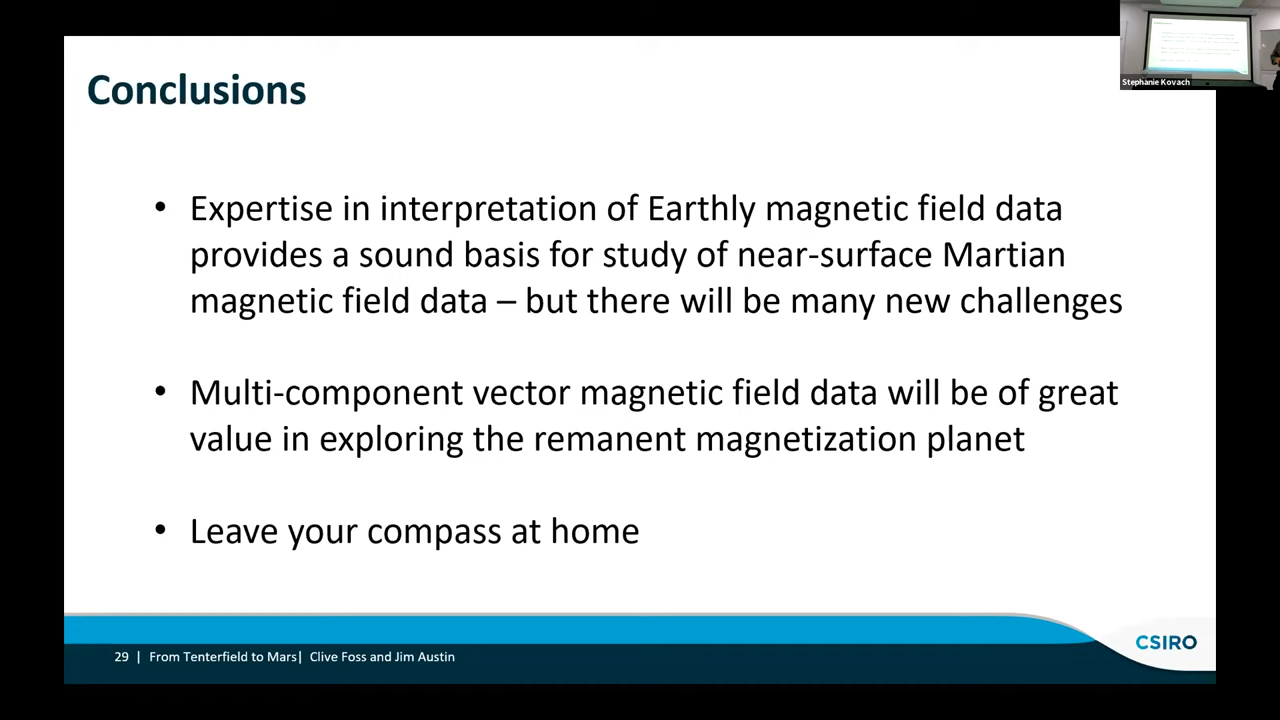 Conclusions
Stephanie Kovach
• Expertise in interpretation of Earthly magnetic field data
provides a sound basis for study of near-surface Martian
magnetic field data – but there will be many new challenges
• Multi-component vector magnetic field data will be of great
value in exploring the remanent magnetization planet
• Leave your compass at home
29 | From Tenterfield to Mars| Clive Foss and Jim Austin
CSIRO